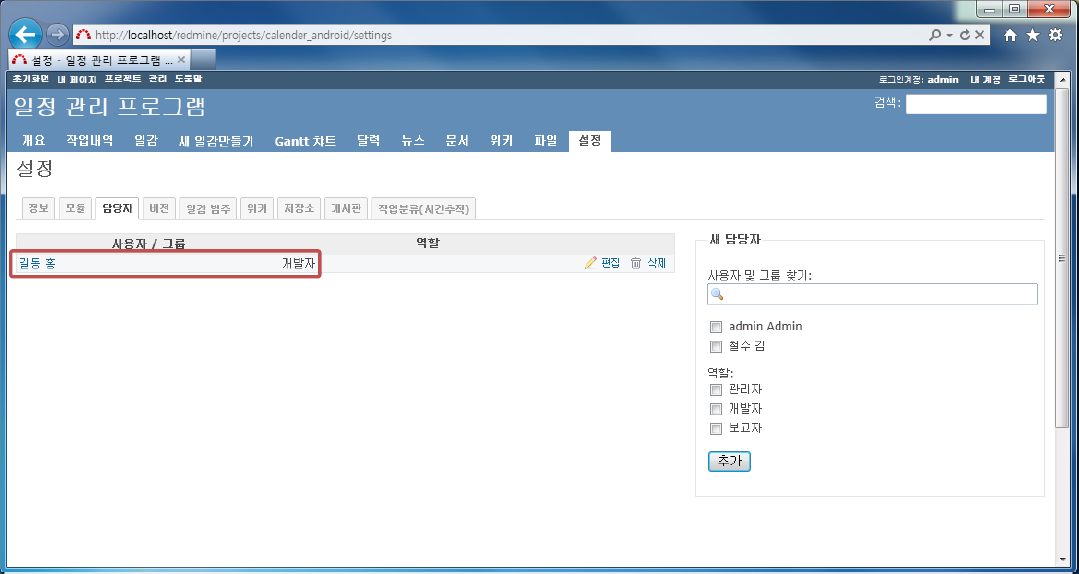 http://localhost/redmine/projects/calender_android/settings
설정 - 일정 관리 프로그램 ...
초기화면 내 페이지 프로젝트 관리 도움말
로그인계정: admin 내 계정 로그아웃
일정 관리 프로그램
검색:
개요 작업내역 일감 새 일감만들기 Gantt 차트 달력 뉴스 문서 위키 파일 설정
설정
정보 모듈 담당자 버전 일감 범주 위키 저장소 게시판 작업분류(시간추적)
사용자 / 그룹 역할
길동 홍 개발자 편집 삭제
새 담당자
사용자 및 그룹 찾기:
admin Admin
철수 김
역할:
관리자
개발자
보고자
추가